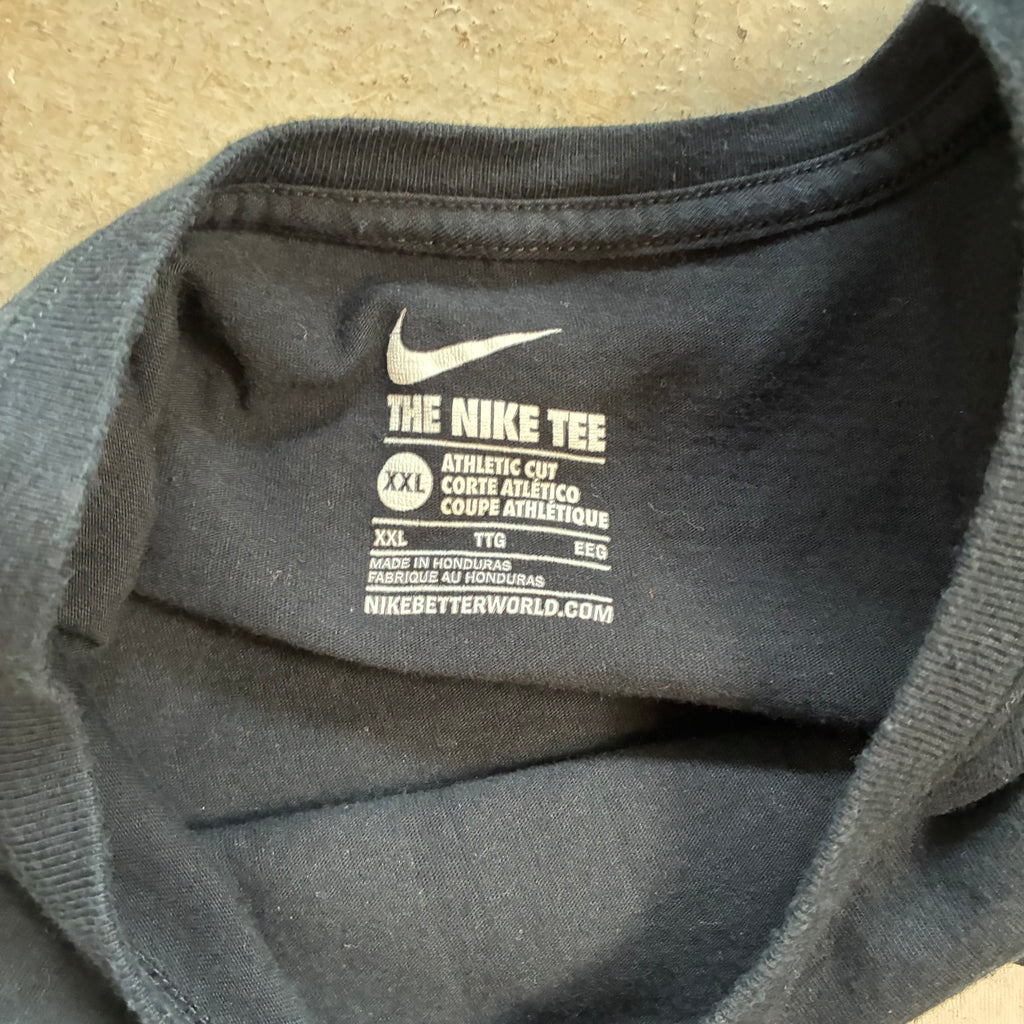 THE NIKE TEE
XXL
ATHLETIC CUT
CORTE ATLÉTICO
COUPE ATHLÉTIQUE
XXL TTG EEG
MADE IN HONDURAS
FABRIQUE AU HONDURAS
NIKEBETTERWORLD.COM